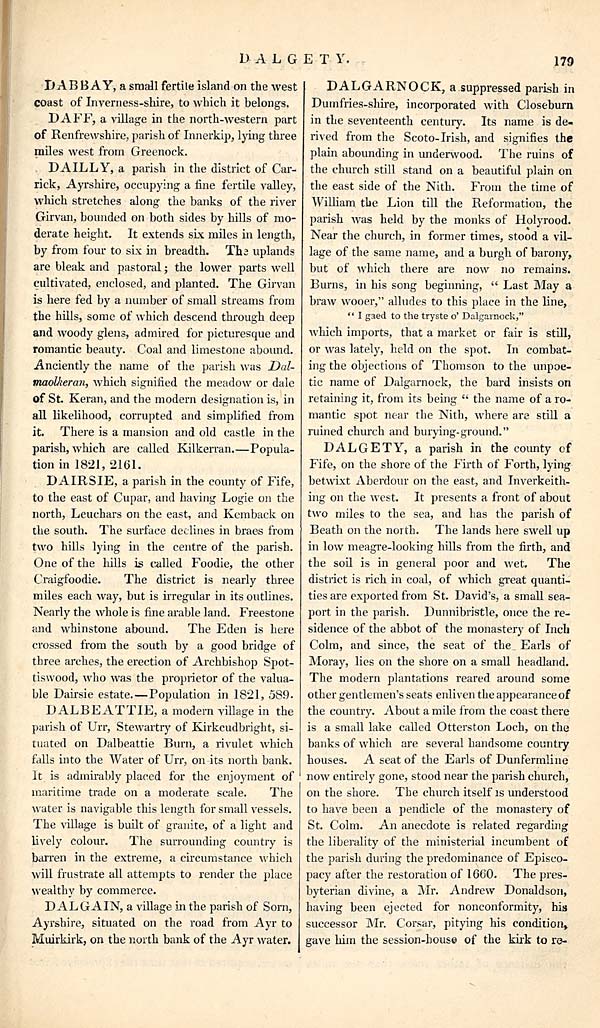 DALGETY.
179
DABBAY, a small fertile island on the west
coast of Inverness-shire, to which it belongs.
DAFF, a village in the north-western part
of Renfrewshire, parish of Innerkip, lying three
miles west from Greenock.
DAILLY, a parish in the district of Car-
rick, Ayrshire, occupying a fine fertile valley,
which stretches along the banks of the river
Girvan, bounded on both sides by hills of mo-
derate height. It extends six miles in length,
by from four to six in breadth. The uplands
are bleak and pastoral; the lower parts well
cultivated, enclosed, and planted. The Girvan
is here fed by a number of small streams from
the hills, some of which descend through deep
and woody glens, admired for picturesque and
romantic beauty. Coal and limestone abound.
Anciently the name of the parish was Dal-
maolkeran, which signified the meadow or dale
of St. Keran, and the modern designation is, in
all likelihood, corrupted and simplified from
it. There is a mansion and old castle in the
parish, which are called Kilkerran.—Popula-
tion in 1821, 2161.
DAIRSIE, a parish in the county of Fife,
to the east of Cupar, and having Logie on the
north, Leuchars on the east, and Kemback on
the south. The surface declines in braes from
two hills lying in the centre of the parish.
One of the hills is called Foodie, the other
Craigfoodie. The district is nearly three
miles each way, but is irregular in its outlines.
Nearly the whole is fine arable land. Freestone
and whinstone abound. The Eden is here
crossed from the south by a good bridge of
three arches, the erection of Archbishop Spot-
tiswood, who was the proprietor of the valua-
ble Dairsie estate.—Population in 1821, 589.
DALBEATTIE, a modern village in the
parish of Urr, Stewartry of Kirkcudbright, si-
tuated on Dalbeattie Burn, a rivulet which
falls into the Water of Urr, on its north bank.
It is admirably placed for the enjoyment of
maritime trade on a moderate scale. The
water is navigable this length for small vessels.
The village is built of granite, of a light and
lively colour. The surrounding country is
barren in the extreme, a circumstance which
will frustrate all attempts to render the place
wealthy by commerce.
DALGAIN, a village in the parish of Sorn,
Ayrshire, situated on the road from Ayr to
Muirkirk, on the north bank of the Ayr water.
DALGARNOCK, a suppressed parish in
Dumfries-shire, incorporated with Closeburn
in the seventeenth century. Its name is de-
rived from the Scoto-Irish, and signifies the
plain abounding in underwood. The ruins of
the church still stand on a beautiful plain on
the east side of the Nith. From the time of
William the Lion till the Reformation, the
parish was held by the monks of Holyrood.
Near the church, in former times, stood a vil-
lage of the same name, and a burgh of barony,
but of which there are now no remains.
Burns, in his song beginning, “ Last May a
braw wooer,” alludes to this place in the line,
“ I gaed to the tryste o’ Dalgarnock,”
which imports, that a market or fair is still,
or was lately, held on the spot. In combat-
ing the objections of Thomson to the unpoe-
tic name of Dalgarnock, the bard insists on
retaining it, from its being “ the name of a ro-
mantic spot near the Nith, where are still a
ruined church and burying-ground.”
DALGETY, a parish in the county of
Fife, on the shore of the Firth of Forth, lying
betwixt Aberdour on the east, and Inverkeith-
ing on the west. It presents a front of about
two miles to the sea, and has the parish of
Beath on the north. The lands here swell up
in low meagre-looking hills from the firth, and
the soil is in general poor and wet. The
district is rich in coal, of which great quanti-
ties are exported from St. David’s, a small sea-
port in the parish. Dunnibristle, once the re-
sidence of the abbot of the monastery of Inch
Colm, and since, the seat of the Earls of
Moray, lies on the shore on a small headland.
The modern plantations reared around some
other gentlemen’s seats enliven the appearance of
the country. About a mile from the coast there
is a small lake called Otterston Loch, on the
banks of which are several handsome country
houses. A seat of the Earls of Dunfermline
now entirely gone, stood near the parish church,
on the shore. The church itself is understood
to have been a pendicle of the monastery of
St. Colm. An anecdote is related regarding
the liberality of the ministerial incumbent of
the parish during the predominance of Episco-
pacy after the restoration of 1660. The pres-
byterian divine, a Mr. Andrew Donaldson,
having been ejected for nonconformity, his
successor Mr. Corsar, pitying his condition,
gave him the session-house of the kirk to re-